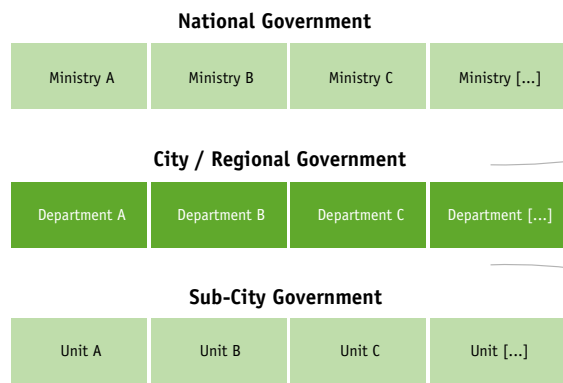 National Government
Ministry A Ministry B Ministry C Ministry [...]
City / Regional Government
Department A Department B Department C Department [...]
Sub-City Government
Unit A Unit B Unit C Unit [...]